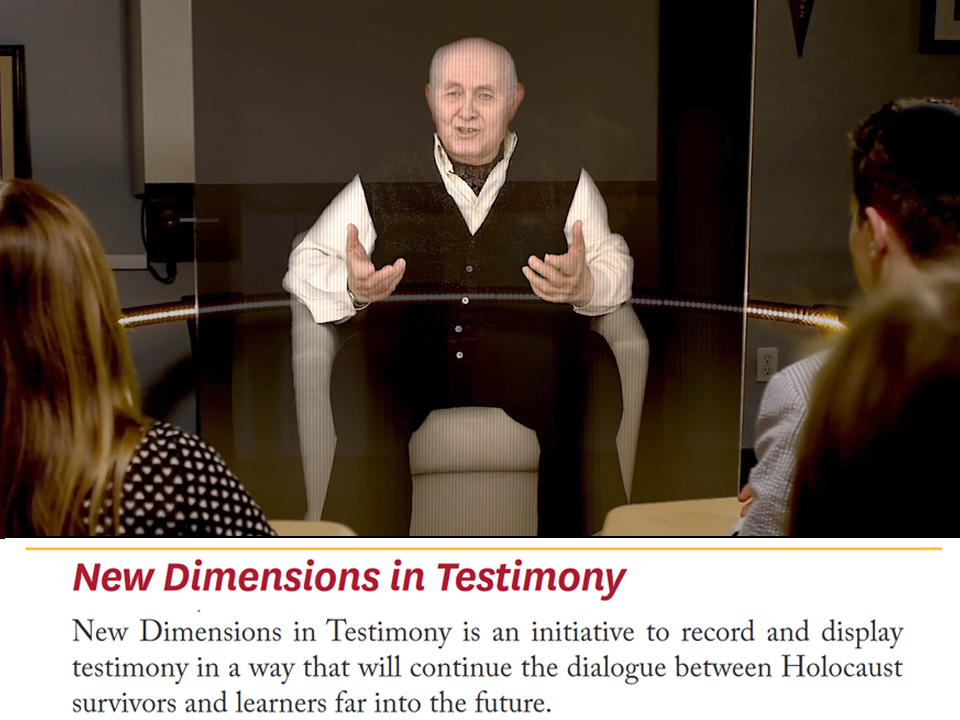 New Dimensions in Testimony
New Dimensions in Testimony is an initiative to record and display
testimony in a way that will continue the dialogue between Holocaust
survivors and learners far into the future.